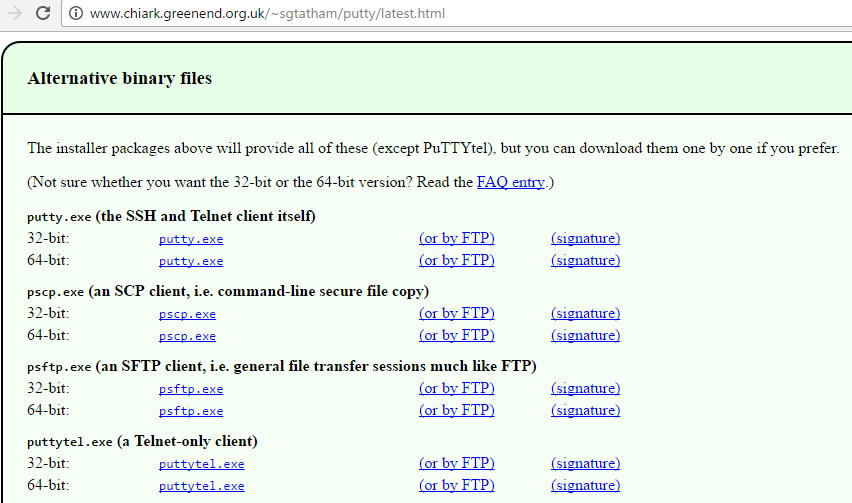 www.chiark.greenend.org.uk/~sgtatham/putty/latest.html
Alternative binary files
The installer packages above will provide all of these (except PuTTYtel), but you can download them one by one if you prefer.
(Not sure whether you want the 32-bit or the 64-bit version? Read the FAQ entry.)
putty.exe (the SSH and Telnet client itself)
32-bit: putty.exe (or by FTP) (signature)
64-bit: putty.exe (or by FTP) (signature)
pscp.exe (an SCP client, i.e. command-line secure file copy)
32-bit: pscp.exe (or by FTP) (signature)
64-bit: pscp.exe (or by FTP) (signature)
psftp.exe (an SFTP client, i.e. general file transfer sessions much like FTP)
32-bit: psftp.exe (or by FTP) (signature)
64-bit: psftp.exe (or by FTP) (signature)
puttytel.exe (a Telnet-only client)
32-bit: puttytel.exe (or by FTP) (signature)
64-bit: puttytel.exe (or by FTP) (signature)